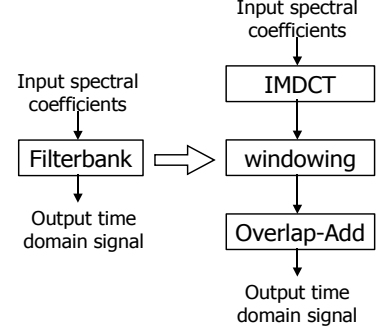 Input spectral
coefficients
Filterbank
Output time
domain signal
Input spectral
coefficients
IMDCT
windowing
Overlap-Add
Output time
domain signal